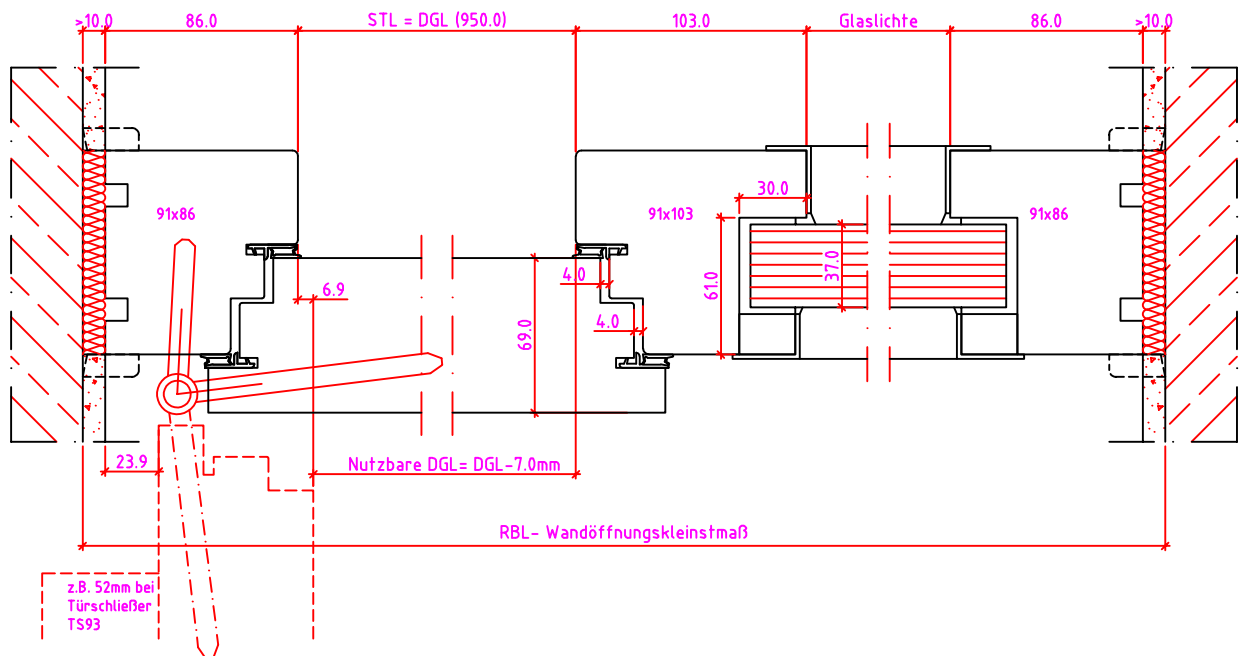 >10.0
86.0
STL = DGL (950.0)
103.0
Glaslichte
86.0
>10.0
91x86
30.0
91x103
91x86
6.9
4.0
61.0
37.0
4.0
69.0
23.9
Nutzbare DGL= DGL-7.0mm
RBL- Wandöffnungskleinstmaß
z.B. 52mm bei
Türschließer
TS93